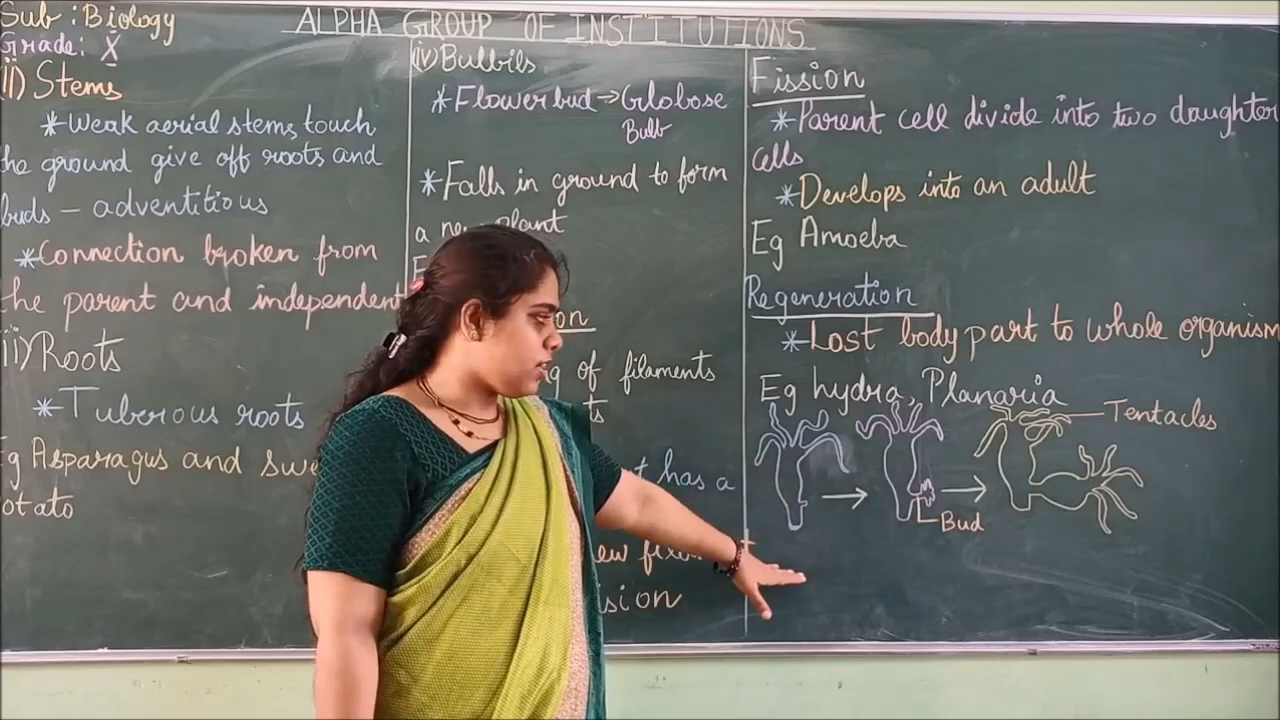 Sub : Biology
Grade: X
ALPHA GROUP OF INSTITUTIONS
ii) Stems
*Weak aerial stems touch
he ground give off roots and
buds – adventitious
*Connection broken from
he parent and independent
ii) Roots
*Tuberous roots
Eg Asparagus and swe
otato
(iv) Bulbils
*Flower bud → Globose
Bulb
*Falls in ground to form
a new plant
on
g of filaments
ts
t has a
ew
sion
Fission
*Parent cell divide into two daughter
cells
*Develops into an adult
Eg Amoeba
Regeneration
*Lost body part to whole organism
Eg hydra, Planaria
Tentacles
Bud